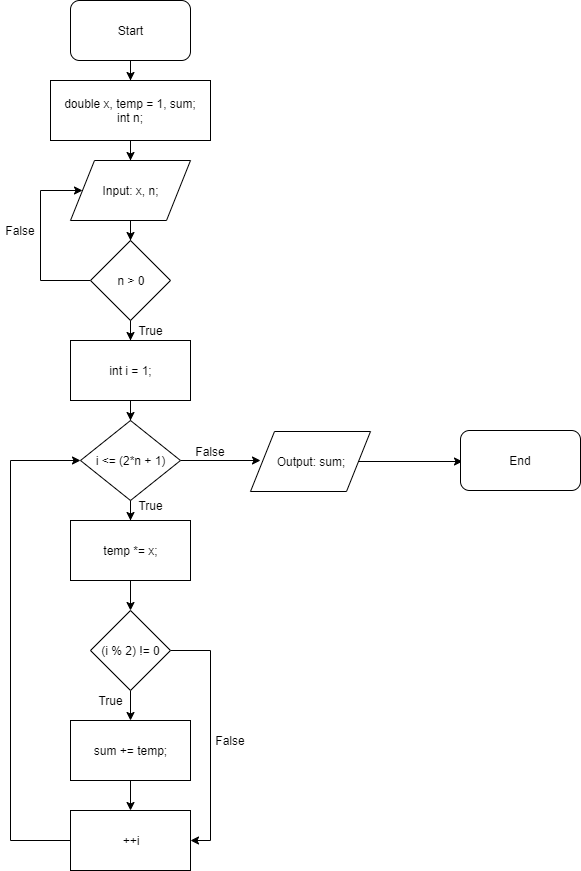 Start
double x, temp = 1, sum;
int n;
Input: x, n;
False
n > 0
True
int i = 1;
i <= (2*n + 1)
False
Output: sum;
End
True
temp *= x;
(i % 2) != 0
True
False
sum += temp;
++i